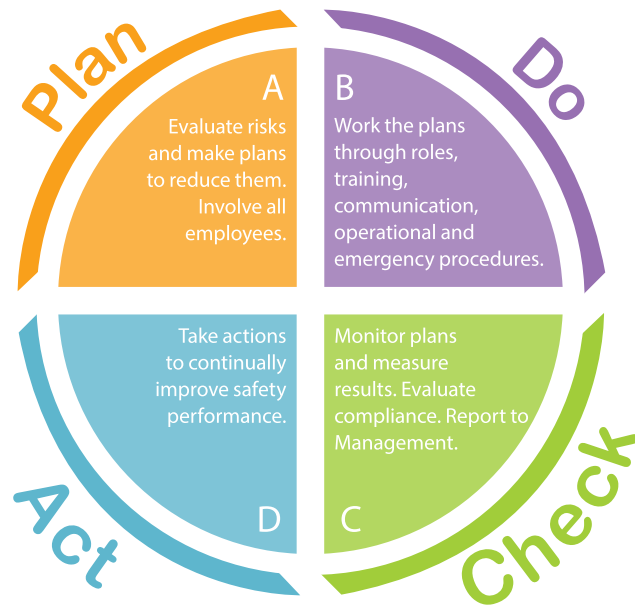 Plan
A
Evaluate risks
and make plans
to reduce them.
Involve all
employees.
Do
B
Work the plans
through roles,
training,
communication,
operational and
emergency procedures.
Check
Monitor plans
and measure
results. Evaluate
compliance. Report to
Management.
C
Act
Take actions
to continually
improve safety
performance.
D